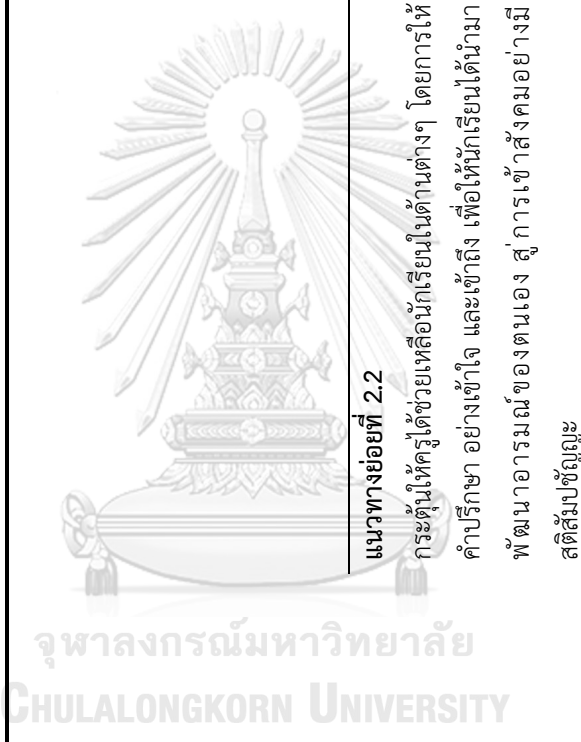 แนวทางย่อยที่ 2.2
กระตุ้นให้ครูได้ช่วยเหลือนักเรียนในด้านต่างๆ โดยการให้
คำปรึกษา อย่างเข้าใจ และเข้าถึง เพื่อให้นักเรียนได้นำมา
พัฒนาอารมณ์ของตนเอง สู่การเข้าสังคมอย่างมี
สติสัมปชัญญะ
จุฬาลงกรณ์มหาวิทยาลัย
CHULALONGKORN UNIVERSITY